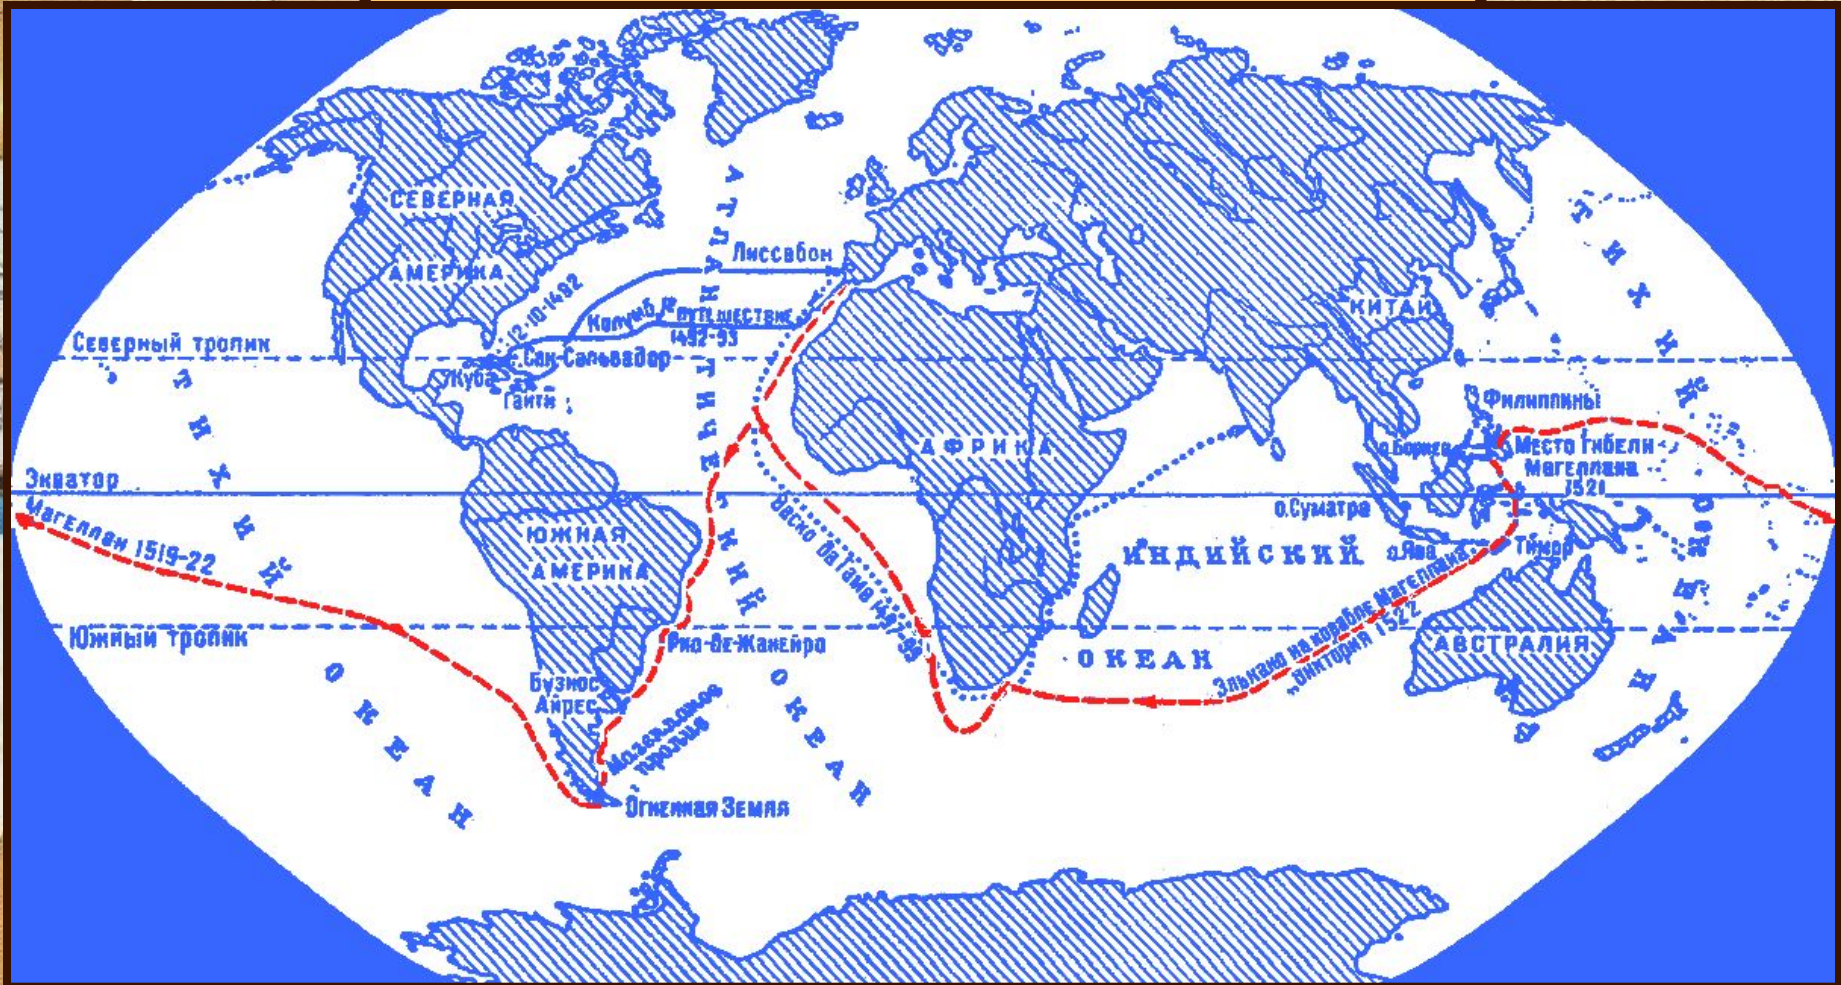 СЕВЕРНАЯ
АМЕРИКА
АТЛАНТИЧЕСКИЙ ОКЕАН
Лиссабон
12·10·1492
Колумб,
ПУТЕШЕСТВИЕ
1492-93
КИТАЙ
Северный тропик
Сан-Сальвадор
Куба
Гаити
ТИХИЙ ОКЕАН
Филиппины
АФРИКА
о.Борнео
Место гибели
Магеллана
1521
Экватор
Магеллан 1519-22
Васко да Гама 1497-98
о.Суматра
ЮЖНАЯ
АМЕРИКА
ИНДИЙСКИЙ
ОКЕАН
о.Ява
Тимор
ТИХИЙ ОКЕАН
Южный тропик
Рио-де-Жанейро
Элькано на корабле Магеллана
„Виктория 1522
АВСТРАЛИЯ
Буэнос
Айрес
Магелланов
пролив
Огненная Земля